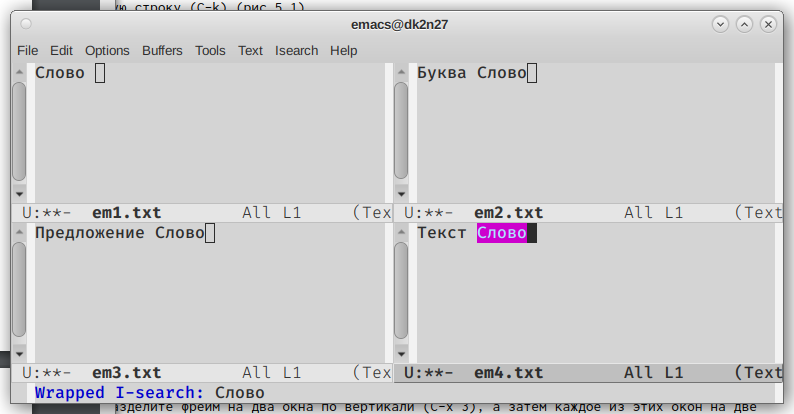 ую строку (C-k) (рис.5.1)
emacs@dk2n27
File Edit Options Buffers Tools Text Isearch Help
Слово
Буква Слово
U:**- em1.txt All L1 (Tex
U:**- em2.txt All L1 (Text
Предложение Слово
Текст Слово
U:**- em3.txt All L1 (Tex
U:**- em4.txt All L1 (Text
Wrapped I-search: Слово
азделите фрейм на два окна по вертикали (C-x 3), а затем каждое из этих окон на две